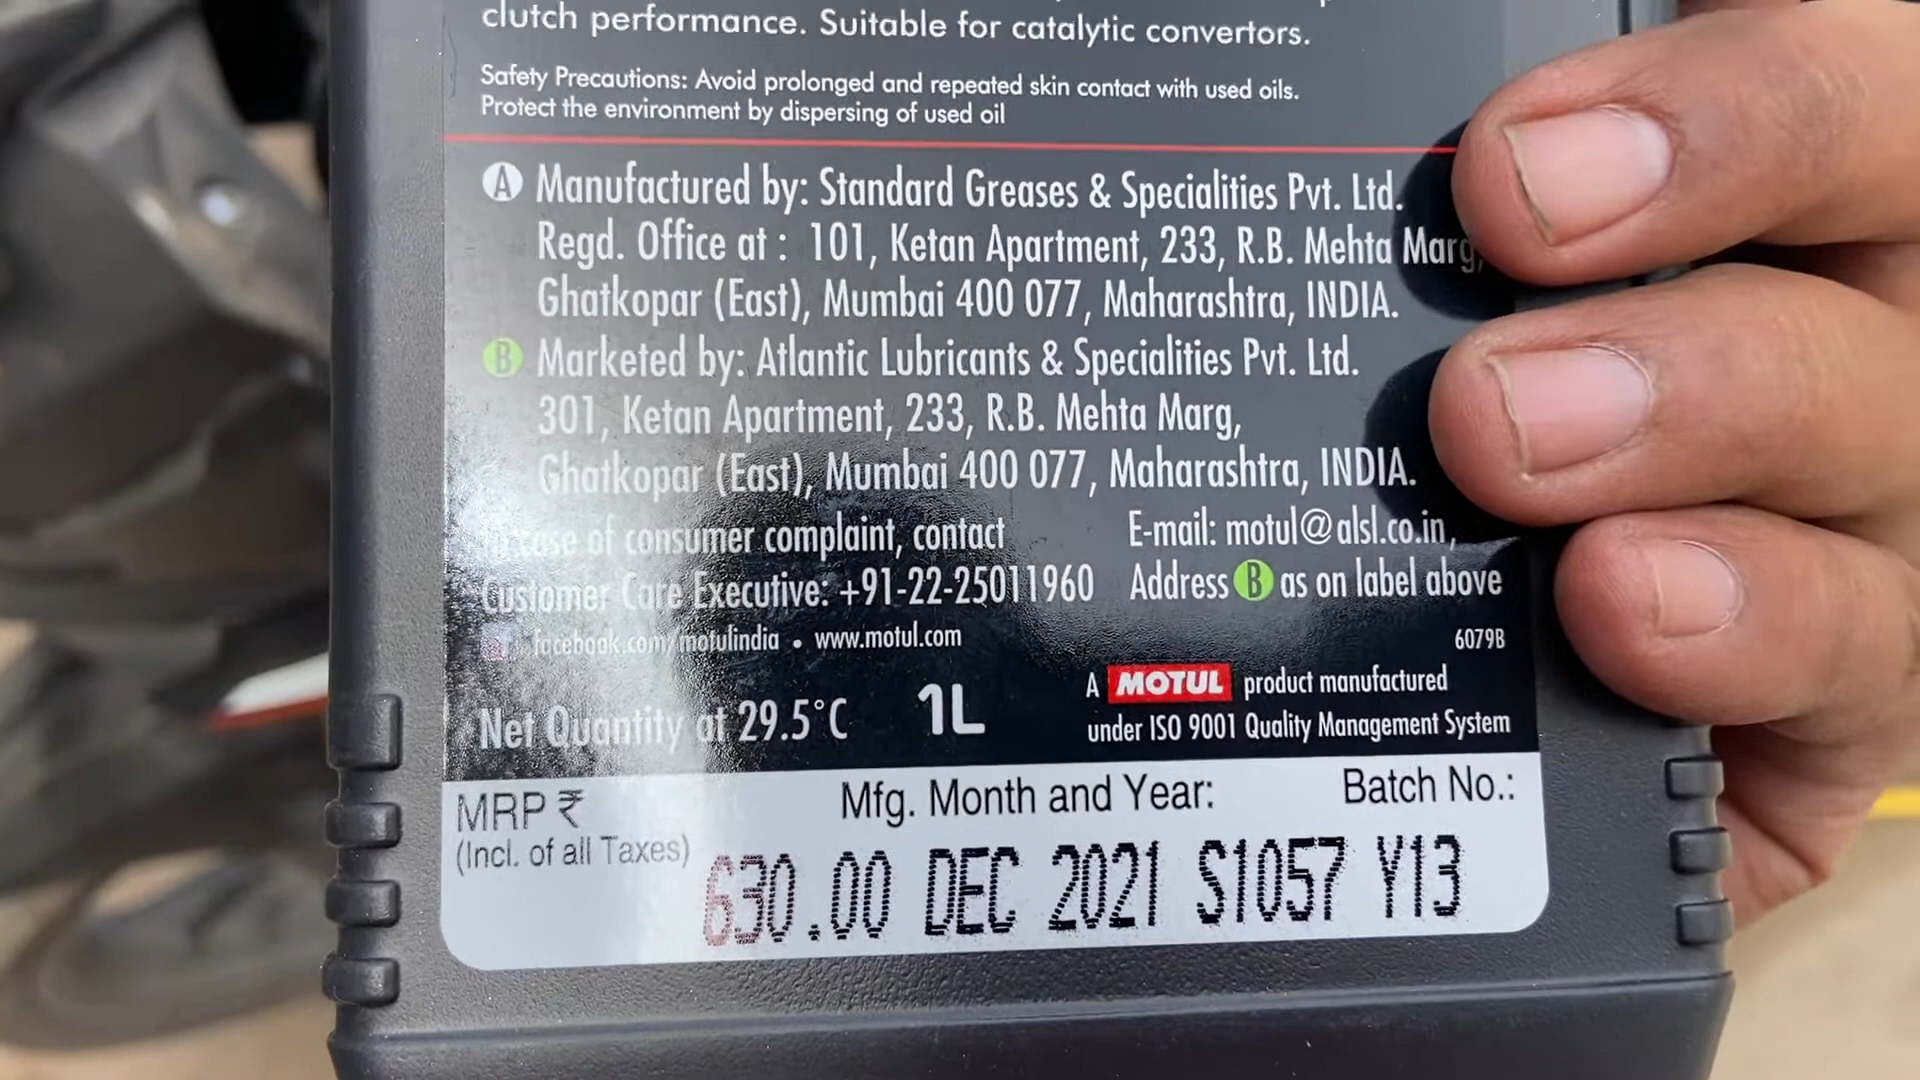 clutch performance. Suitable for catalytic convertors.
Safety Precautions: Avoid prolonged and repeated skin contact with used oils.
Protect the environment by dispersing of used oil
A Manufactured by: Standard Greases & Specialities Pvt. Ltd.
Regd. Office at : 101, Ketan Apartment, 233, R.B. Mehta Marg,
Ghatkopar (East), Mumbai 400 077, Maharashtra, INDIA.
B Marketed by: Atlantic Lubricants & Specialities Pvt. Ltd.
301, Ketan Apartment, 233, R.B. Mehta Marg,
Ghatkopar (East), Mumbai 400 077, Maharashtra, INDIA.
case of consumer complaint, contact E-mail: motul@alsl.co.in,
Customer Care Executive: +91-22-25011960 Address B as on label above
facebook.com/motulindia • www.motul.com 6079B
Net Quantity at 29.5°C 1L A MOTUL product manufactured
under ISO 9001 Quality Management System
MRP ₹ Mfg. Month and Year: Batch No.:
(Incl. of all Taxes) 630.00 DEC 2021 S1057 Y13